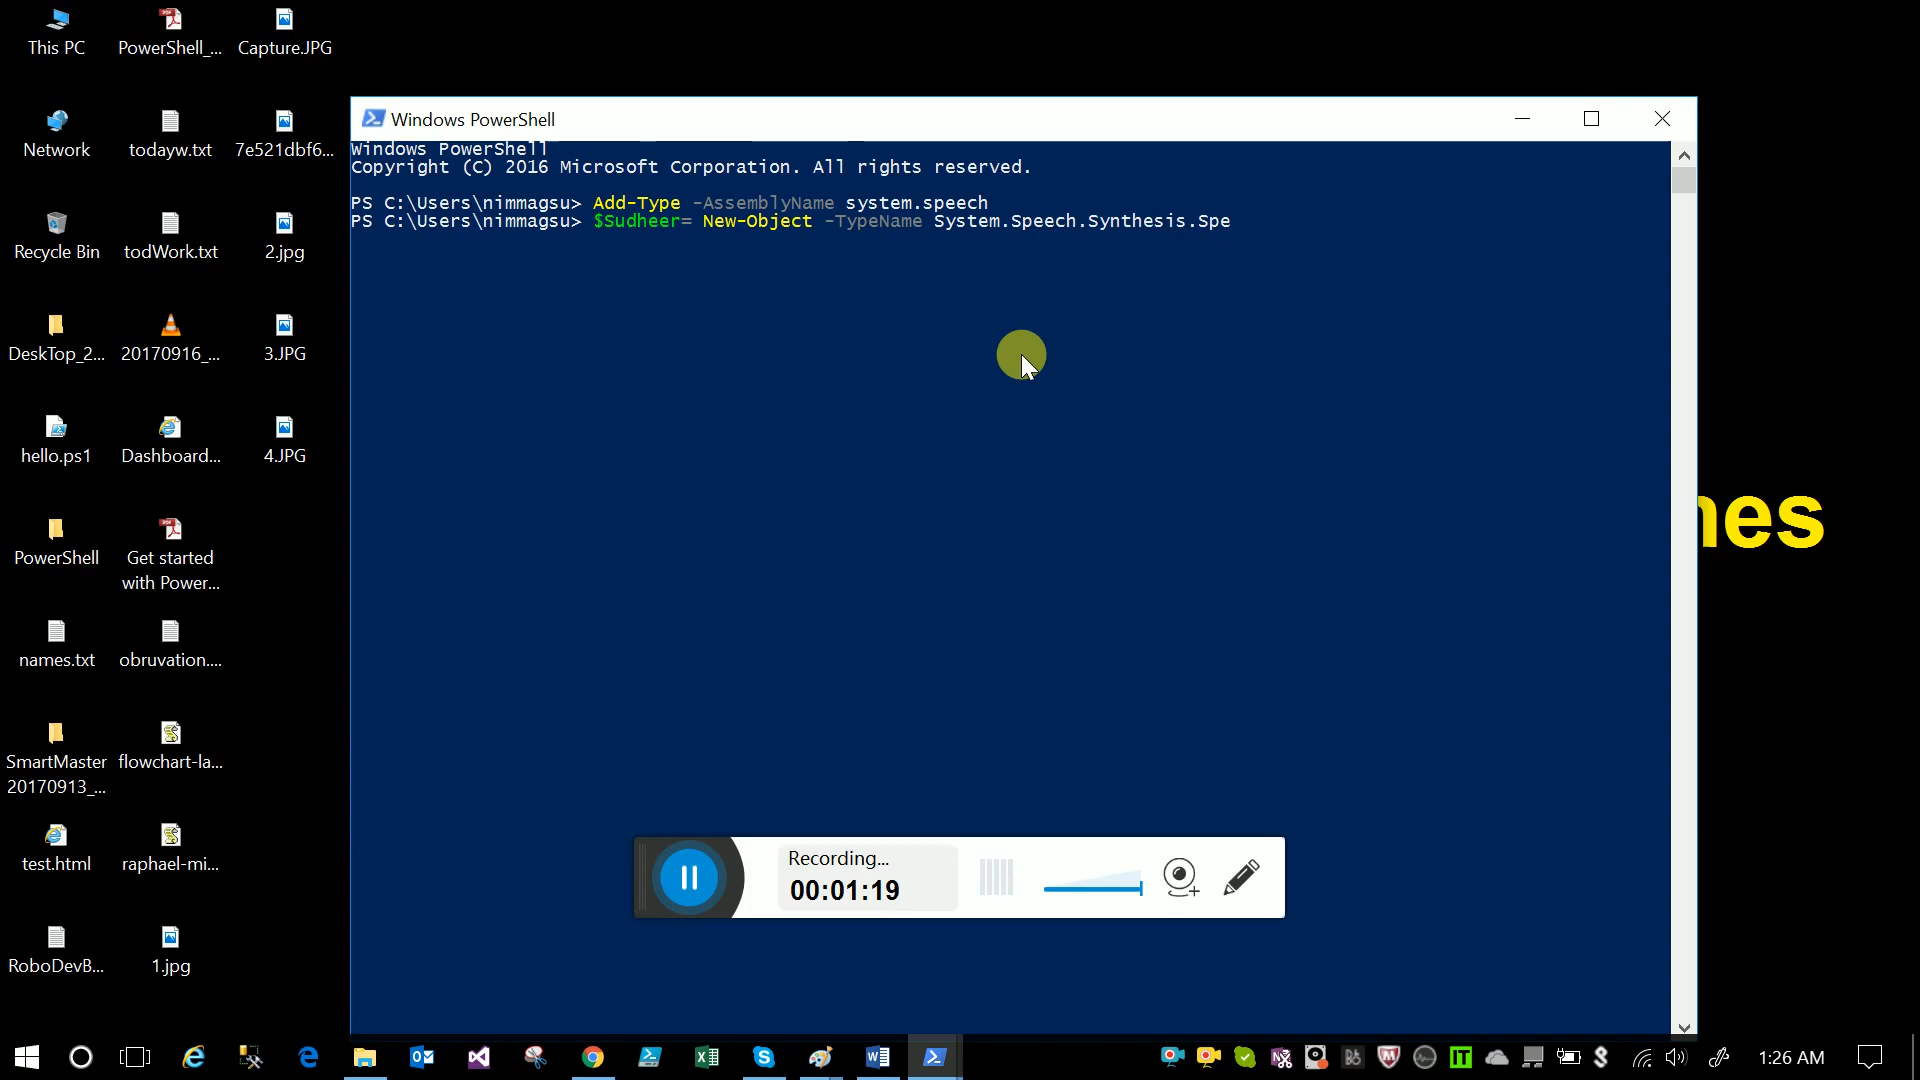 This PC
PowerShell_...
Capture.JPG
Network
todayw.txt
7e521dbf6...
Recycle Bin
todWork.txt
2.jpg
DeskTop_2...
20170916_...
3.JPG
hello.ps1
Dashboard...
4.JPG
PowerShell
Get started
with Power...
names.txt
obruvation....
SmartMaster
20170913_...
flowchart-la...
test.html
raphael-mi...
RoboDevB...
1.jpg
Windows PowerShell
Windows PowerShell
Copyright (C) 2016 Microsoft Corporation. All rights reserved.
PS C:\Users\nimmagsu> Add-Type -AssemblyName system.speech
PS C:\Users\nimmagsu> $Sudheer= New-Object -TypeName System.Speech.Synthesis.Spe
Recording...
00:01:19
1:26 AM